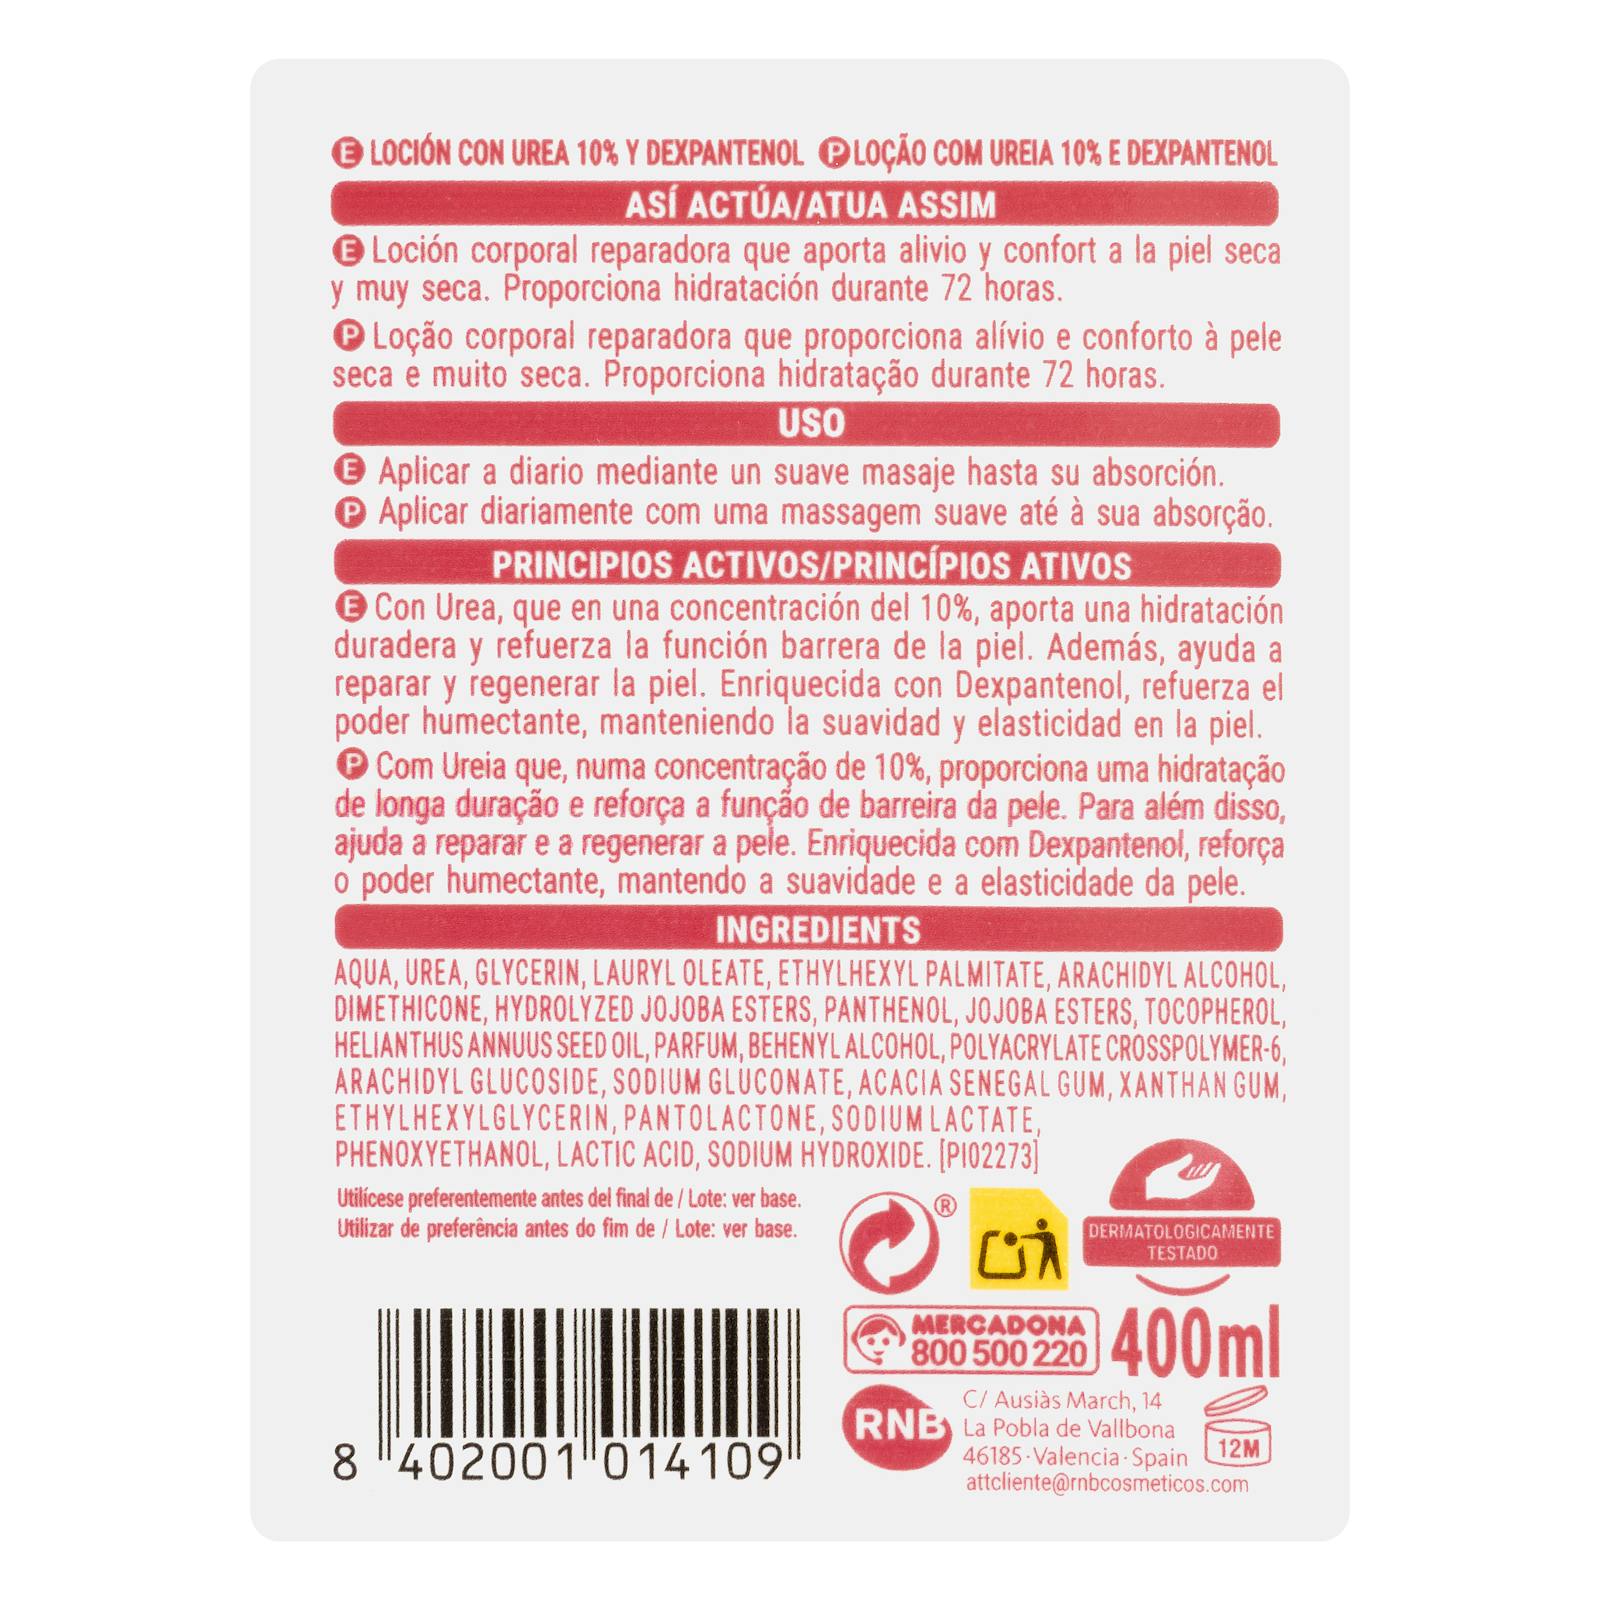 E LOCIÓN CON UREA 10% Y DEXPANTENOL P LOÇÃO COM UREIA 10% E DEXPANTENOL
ASÍ ACTÚA/ATUA ASSIM
E Loción corporal reparadora que aporta alivio y confort a la piel seca
y muy seca. Proporciona hidratación durante 72 horas.
P Loção corporal reparadora que proporciona alívio e conforto à pele
seca e muito seca. Proporciona hidratação durante 72 horas.
USO
E Aplicar a diario mediante un suave masaje hasta su absorción.
P Aplicar diariamente com uma massagem suave até à sua absorção.
PRINCIPIOS ACTIVOS/PRINCÍPIOS ATIVOS
E Con Urea, que en una concentración del 10%, aporta una hidratación
duradera y refuerza la función barrera de la piel. Además, ayuda a
reparar y regenerar la piel. Enriquecida con Dexpantenol, refuerza el
poder humectante, manteniendo la suavidad y elasticidad en la piel.
P Com Ureia que, numa concentração de 10%, proporciona uma hidratação
de longa duração e reforça a função de barreira da pele. Para além disso,
ajuda a reparar e a regenerar a pele. Enriquecida com Dexpantenol, reforça
o poder humectante, mantendo a suavidade e a elasticidade da pele.
INGREDIENTS
AQUA, UREA, GLYCERIN, LAURYL OLEATE, ETHYLHEXYL PALMITATE, ARACHIDYL ALCOHOL,
DIMETHICONE, HYDROLYZED JOJOBA ESTERS, PANTHENOL, JOJOBA ESTERS, TOCOPHEROL,
HELIANTHUS ANNUUS SEED OIL, PARFUM, BEHENYL ALCOHOL, POLYACRYLATE CROSSPOLYMER-6,
ARACHIDYL GLUCOSIDE, SODIUM GLUCONATE, ACACIA SENEGAL GUM, XANTHAN GUM,
ETHYLHEXYLGLYCERIN, PANTOLACTONE, SODIUM LACTATE,
PHENOXYETHANOL, LACTIC ACID, SODIUM HYDROXIDE. [PI02273]
Utilícese preferentemente antes del final de / Lote: ver base.
Utilizar de preferência antes do fim de / Lote: ver base.
®
DERMATOLOGICAMENTE
TESTADO
MERCADONA
800 500 220
400ml
RNB
C/ Ausiàs March, 14
La Pobla de Vallbona
46185·Valencia·Spain
attcliente@rnbcosmeticos.com
12M
8 402001 014109